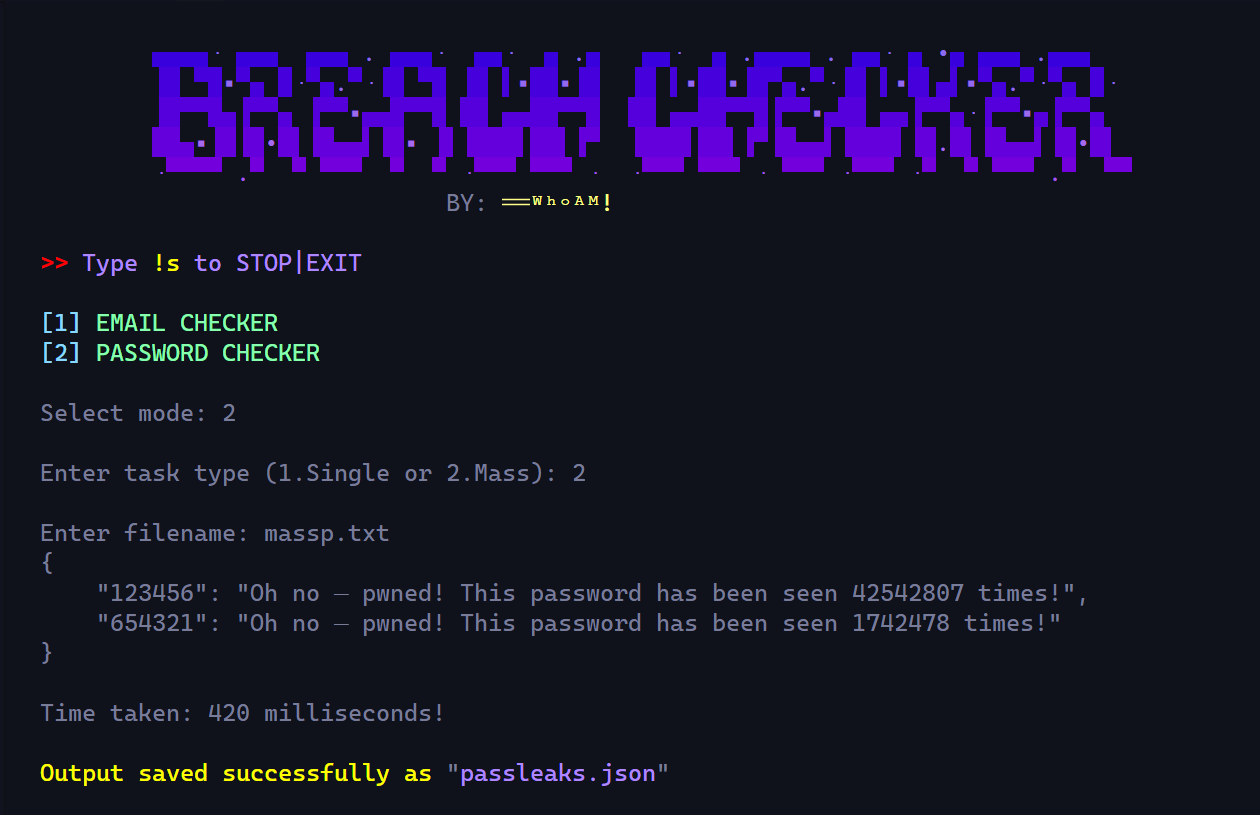 BREACH CHECKER
BY: ══WhoAM!
>> Type !s to STOP|EXIT
[1] EMAIL CHECKER
[2] PASSWORD CHECKER
Select mode: 2
Enter task type (1.Single or 2.Mass): 2
Enter filename: massp.txt
{
"123456": "Oh no — pwned! This password has been seen 42542807 times!",
"654321": "Oh no — pwned! This password has been seen 1742478 times!"
}
Time taken: 420 milliseconds!
Output saved successfully as "passleaks.json"